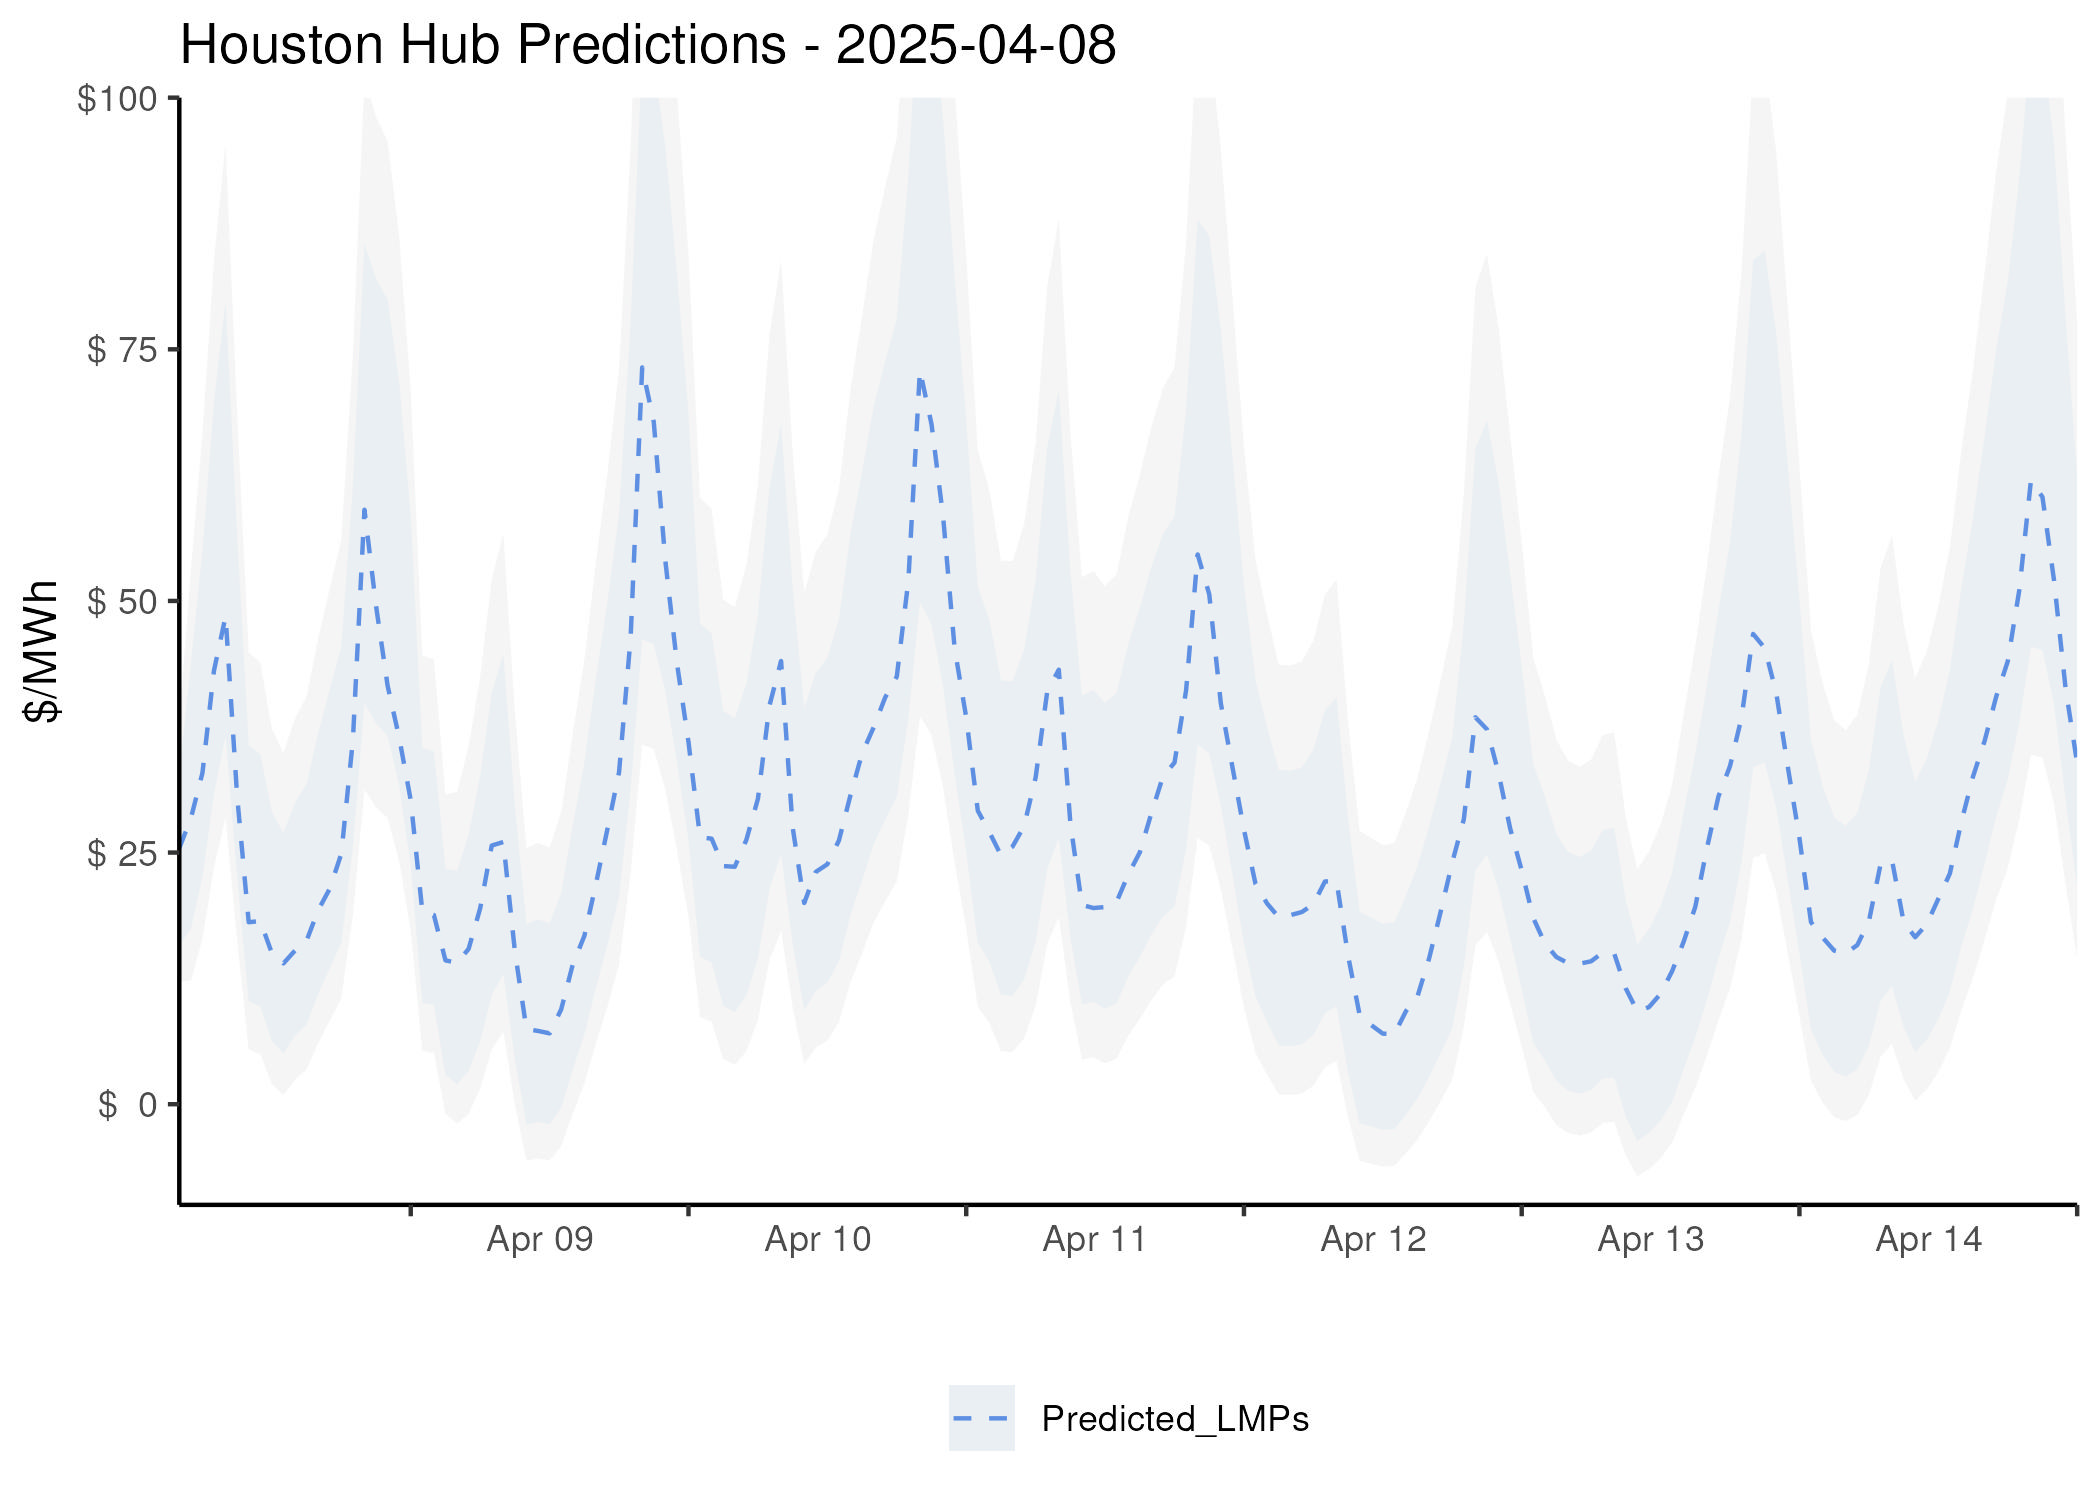 Houston Hub Predictions - 2025-04-08
$100
$ 75
$ 50
$ 25
$ 0
$/MWh
Apr 09 Apr 10 Apr 11 Apr 12 Apr 13 Apr 14
Predicted_LMPs